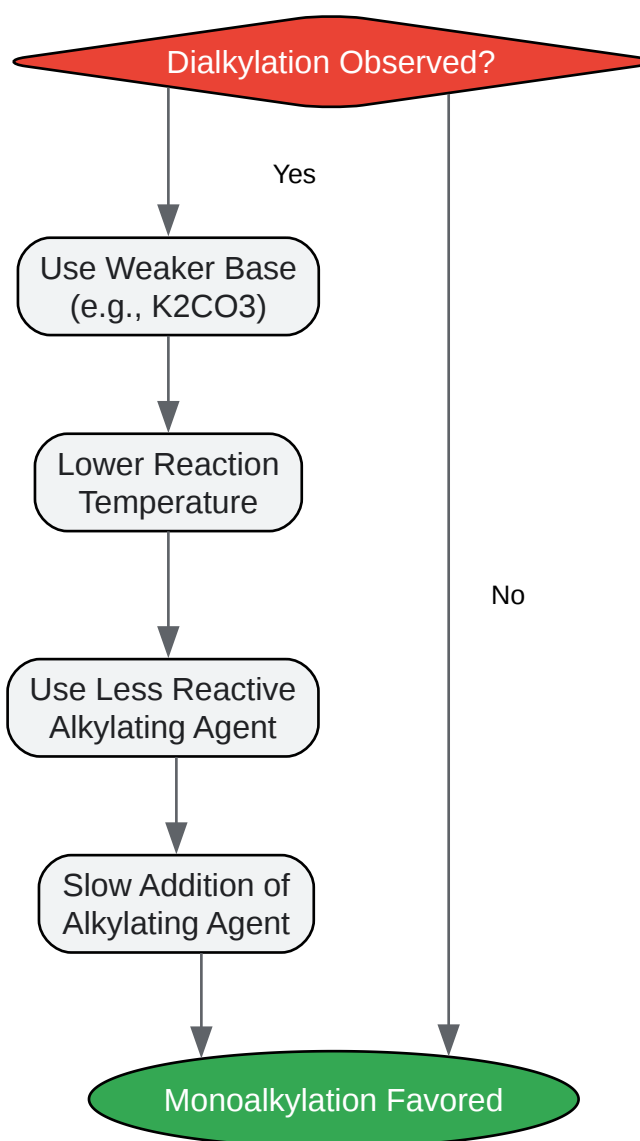 Dialkylation Observed?
Yes
Use Weaker Base
(e.g., K2CO3)
Lower Reaction
Temperature
No
Use Less Reactive
Alkylating Agent
Slow Addition of
Alkylating Agent
Monoalkylation Favored